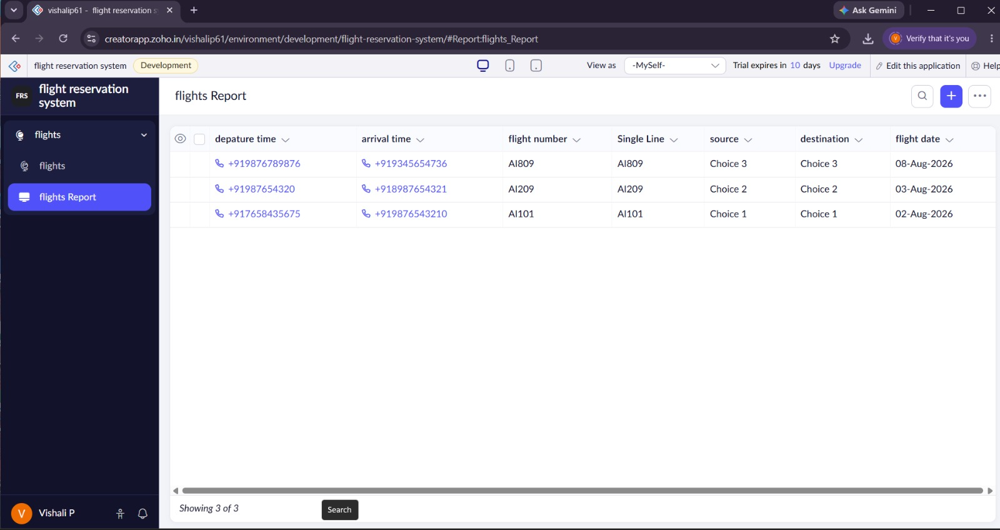 vishalip61 - flight reservation s
Ask Gemini
creatorapp.zoho.in/vishalip61/environment/development/flight-reservation-system/#Report:flights_Report
V
Verify that it's you
flight reservation system
Development
View as
-MySelf-
Trial expires in 10 days
Upgrade
Edit this application
Help
FRS
flight reservation
system
flights
flights
flights Report
flights Report
depature time arrival time flight number Single Line source destination flight date
+919876789876 +919345654736 AI809 AI809 Choice 3 Choice 3 08-Aug-2026
+91987654320 +918987654321 AI209 AI209 Choice 2 Choice 2 03-Aug-2026
+917658435675 +919876543210 AI101 AI101 Choice 1 Choice 1 02-Aug-2026
Showing 3 of 3
Search
V
Vishali P